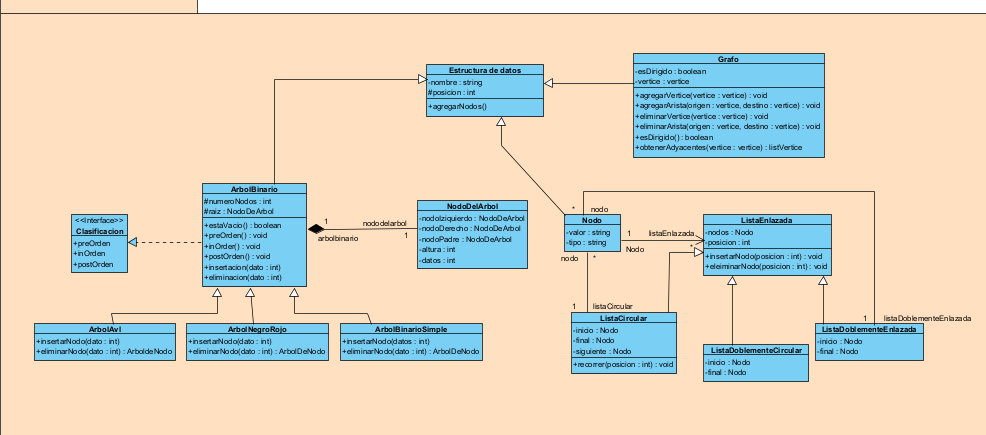 Estructura de datos
-nombre : string
#posicion : int
+agregarNodos()
Grafo
-esDirigido : boolean
-vertice : vertice
+agregarVertice(vertice : vertice) : void
+agregarArista(origen : vertice, destino : vertice) : void
+eliminarVertice(vertice : vertice) : void
+eliminarArista(origen : vertice, destino : vertice) : void
+esDirigido() : boolean
+obtenerAdyacentes(vertice : vertice) : listVertice
ArbolBinario
#numeroNodos : int
#raiz : NodoDeArbol
+estaVacio() : boolean
+preOrden() : void
+inOrder() : void
+postOrden() : void
+insertacion(dato : int)
+eliminacion(dato : int)
<<Interface>>
Clasificacion
+preOrden
+inOrden
+postOrden
1
arbolbinario
nododelarbol
1
NodoDelArbol
-nodoIzquierdo : NodoDeArbol
-nodoDerecho : NodoDeArbol
-nodoPadre : NodoDeArbol
-altura : int
-datos : int
* nodo
Nodo
-valor : string
-tipo : string
nodo *
1
Nodo
listaEnlazada
*
ListaEnlazada
-nodos : Nodo
-posicion : int
+insertarNodo(posicion : int) : void
+eleiminarNodo(posicion : int) : void
ArbolAvl
+insertarNodo(dato : int)
+eliminarNodo(dato : int) : ArboldeNodo
ArbolNegroRojo
+insertarNodo(dato : int)
+eliminarNodo(dato : int) : ArbolDeNodo
ArbolBinarioSimple
+insertarNodo(datos : int)
+eliminarNodo(dato : int) : ArbolDeNodo
1 listaCircular
ListaCircular
-inicio : Nodo
-final : Nodo
-siguiente : Nodo
+recorrer(posicion : int) : void
ListaDoblementeCircular
-inicio : Nodo
-final : Nodo
1 listaDoblementeEnlazada
ListaDoblementeEnlazada
-inicio : Nodo
-final : Nodo